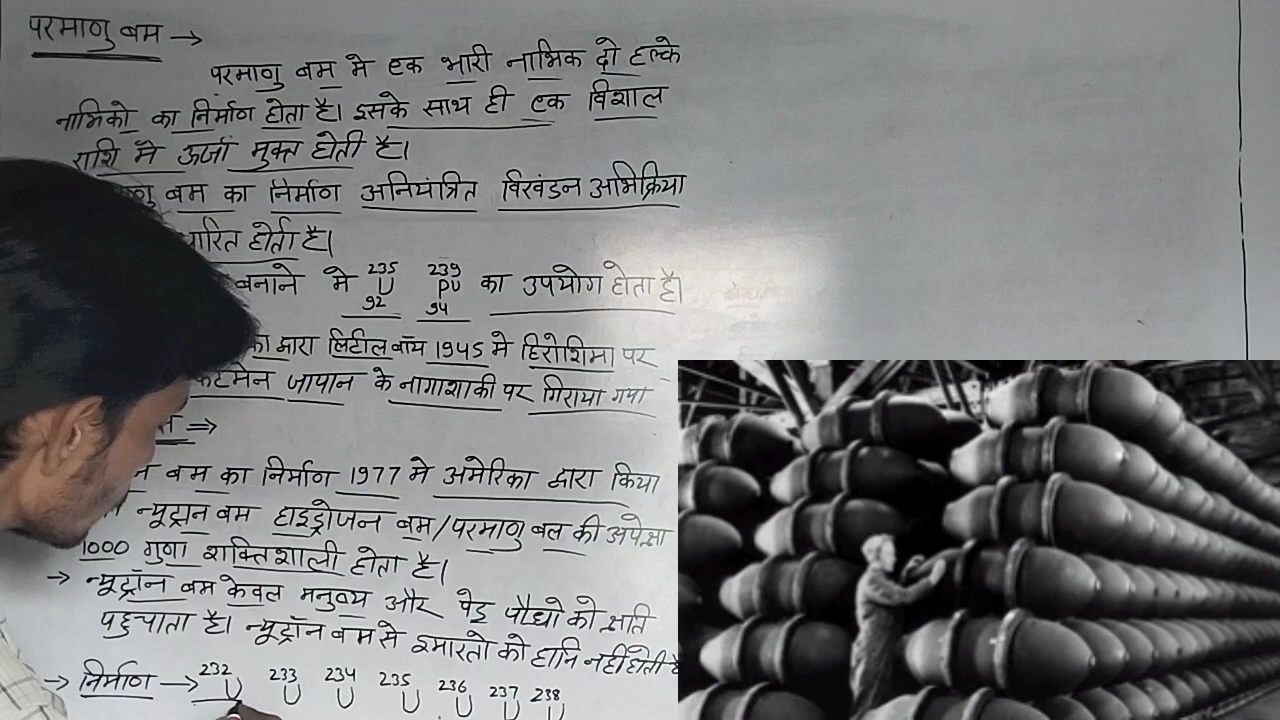 परमाणु बम →
परमाणु बम मे एक भारी नाभिक दो हल्के
नाभिको का निर्माण होता है। इसके साथ ही एक विशाल
राशि मे ऊर्जा मुक्त होती है।
णु बम का निर्माण अनियंत्रित विखंडन अभिक्रिया
धारित होती है।
बनाने मे 235 U 92 239 PU 94 का उपयोग होता है।
का द्वारा लिटील बॉय 1945 मे हिरोशिमा पर
फटमेन जापान के नागाशाकी पर गिराया गया
⇒
न बम का निर्माण 1977 मे अमेरिका द्वारा किया
न्यूट्रान बम हाइड्रोजन बम/परमाणु बल की अपेक्षा
1000 गुणा शक्तिशाली होता है।
→ न्यूट्रॉन बम केवल मनुष्य और पेड़ पौधो को क्षति
पहुचाता है। न्यूट्रॉन बम से इमारतो को हानि नहीं होती है
→ निर्माण → 232 U 233 U 234 U 235 U 236 U 237 U 238 U